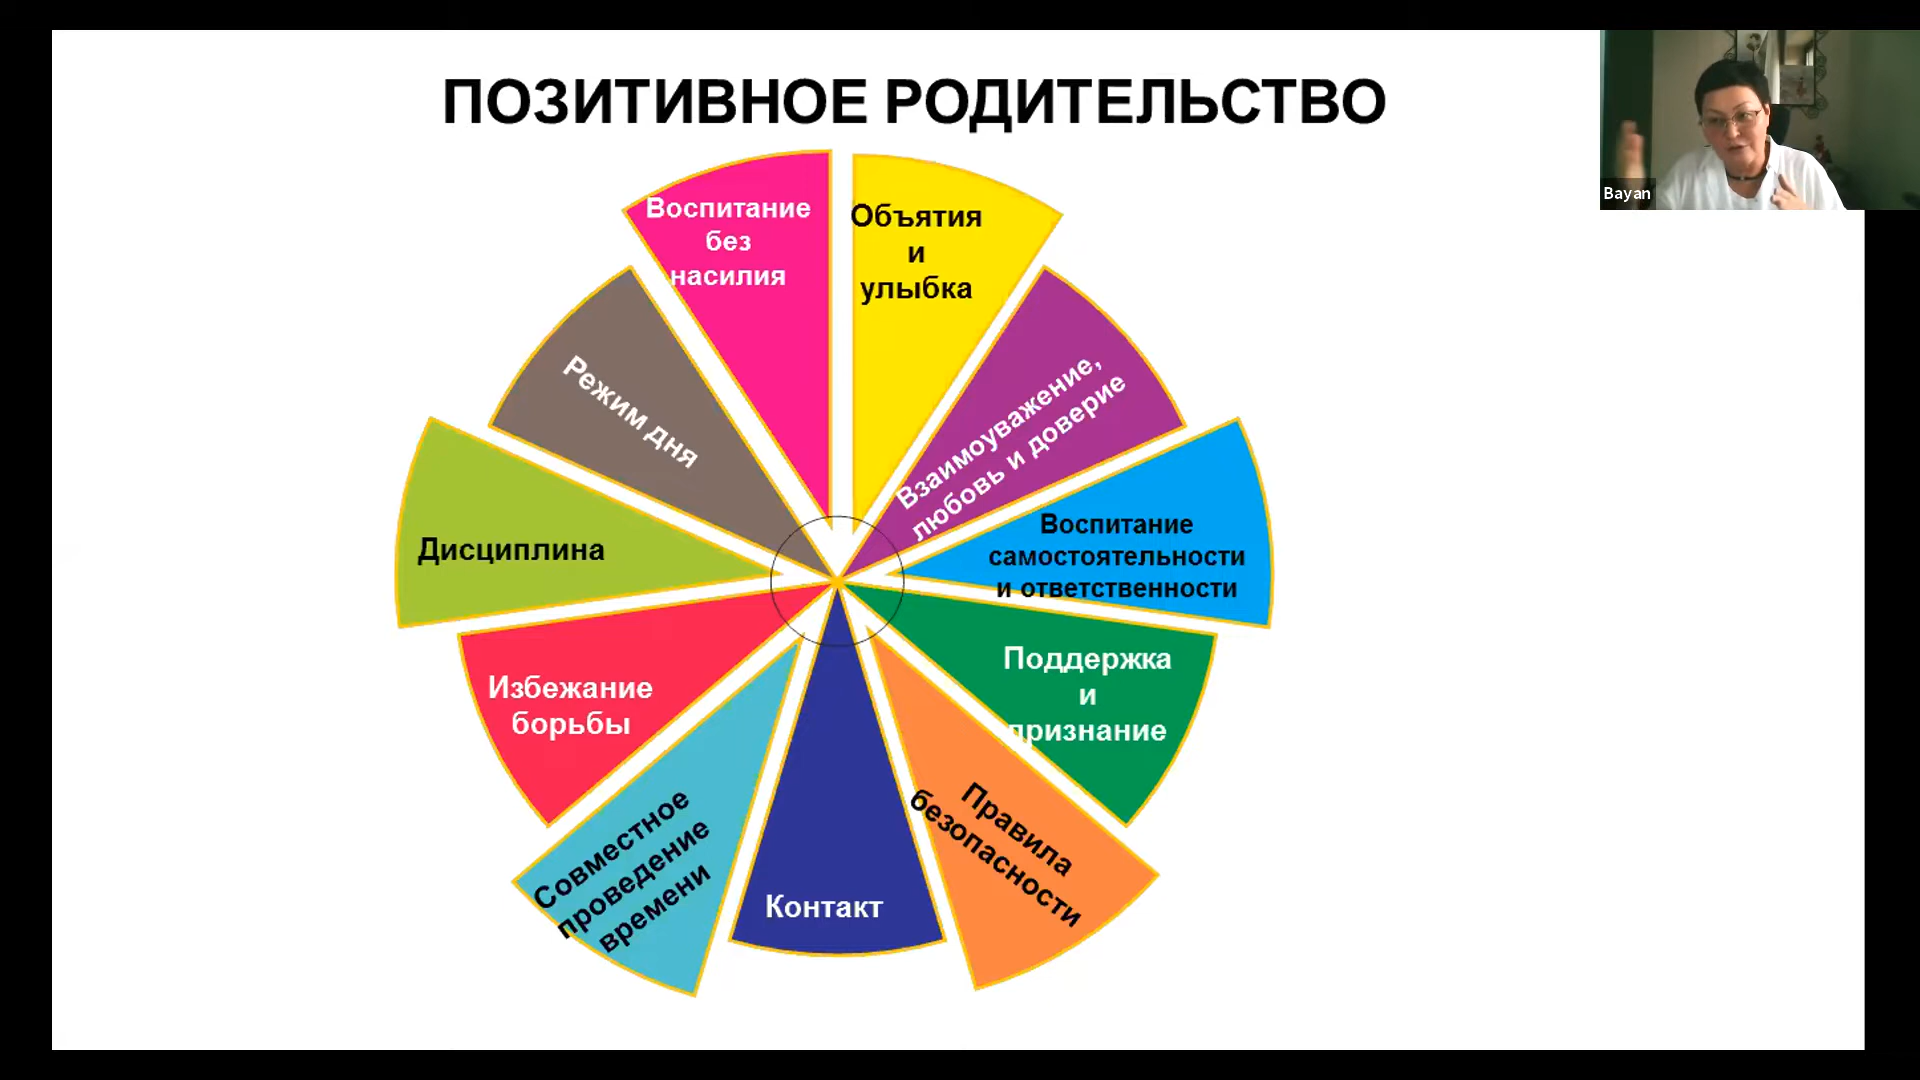 ПОЗИТИВНОЕ РОДИТЕЛЬСТВО
Bayan
Воспитание
без
насилия
Объятия
и
улыбка
Взаимоуважение,
любовь и доверие
Воспитание
самостоятельности
и ответственности
Поддержка
и
признание
Правила
безопасности
Контакт
Совместное
проведение
времени
Избежание
борьбы
Дисциплина
Режим дня